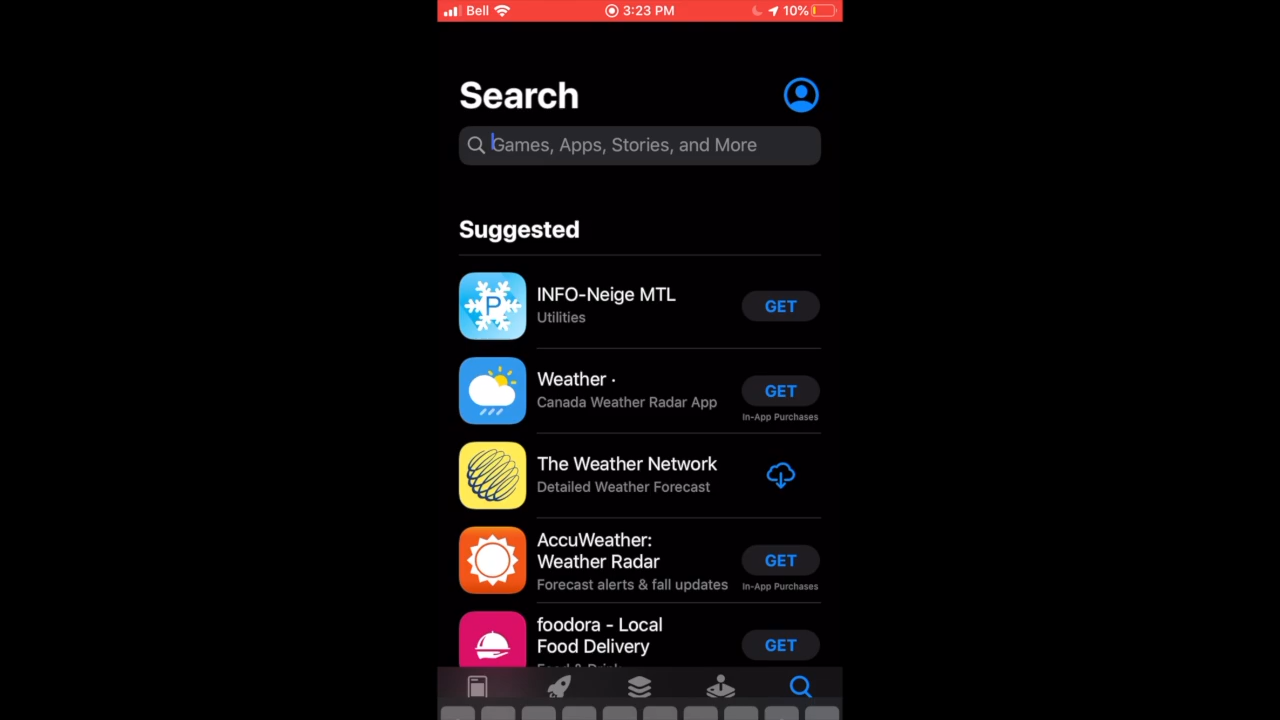 Bell 3:23 PM 10%
Search
Games, Apps, Stories, and More
Suggested
INFO-Neige MTL
Utilities
GET
P
Weather ·
Canada Weather Radar App
GET
In-App Purchases
The Weather Network
Detailed Weather Forecast
AccuWeather:
Weather Radar
Forecast alerts & fall updates
GET
In-App Purchases
foodora - Local
Food Delivery
Food & Drink
GET